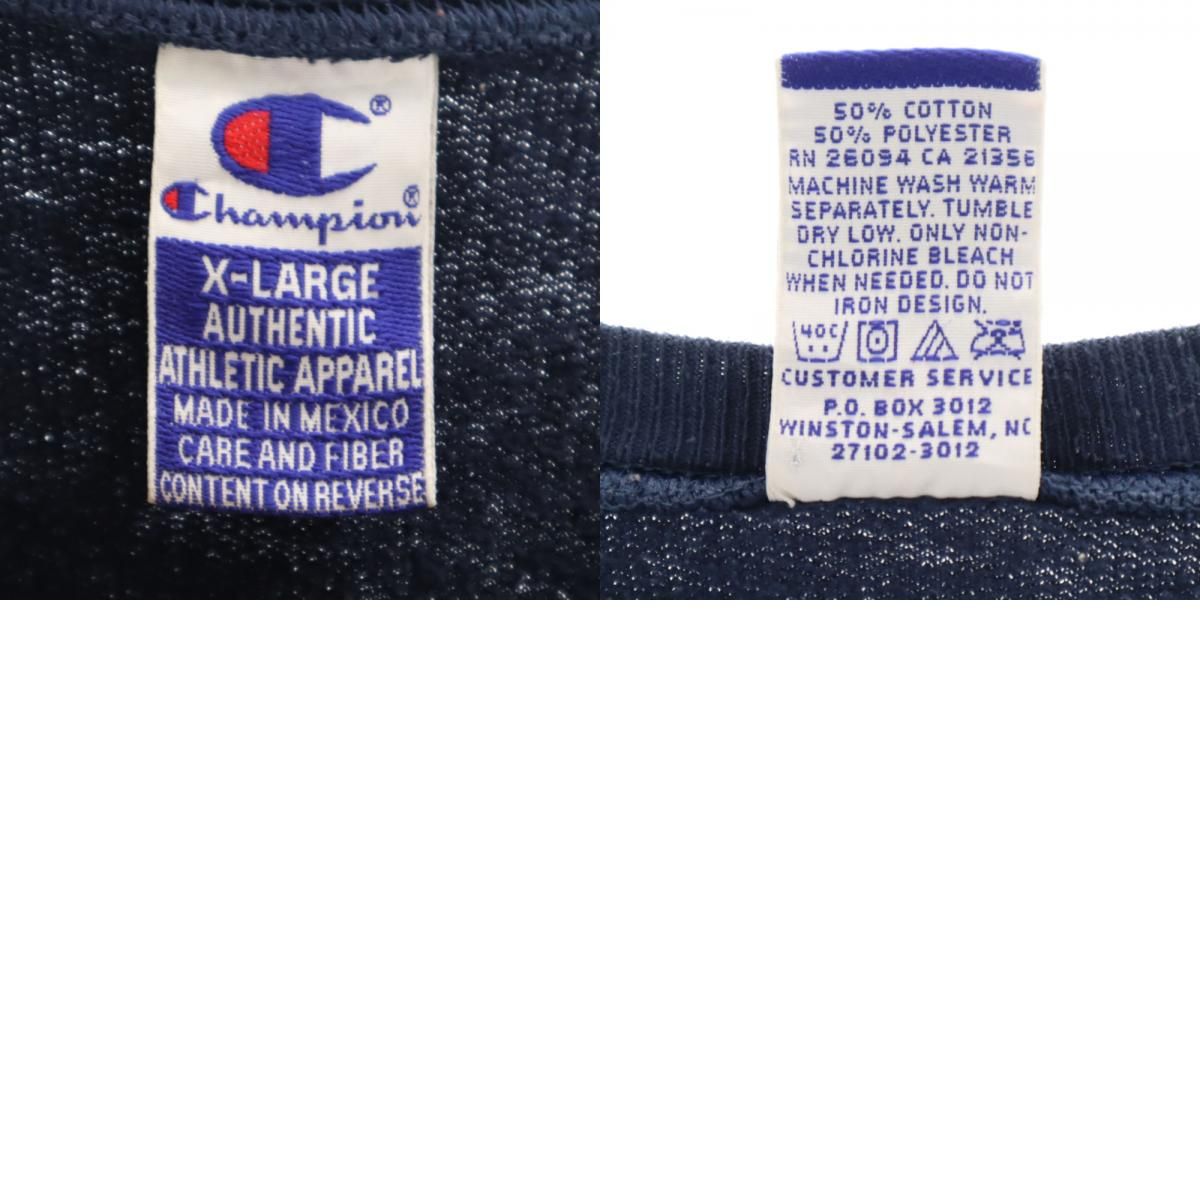 ®
Champion®
X-LARGE
AUTHENTIC
ATHLETIC APPAREL
MADE IN MEXICO
CARE AND FIBER
CONTENT ON REVERSE
50% COTTON
50% POLYESTER
RN 26094 CA 21356
MACHINE WASH WARM
SEPARATELY. TUMBLE
DRY LOW. ONLY NON-
CHLORINE BLEACH
WHEN NEEDED. DO NOT
IRON DESIGN.
40C
CUSTOMER SERVICE
P.O. BOX 3012
WINSTON-SALEM, NC
27102-3012